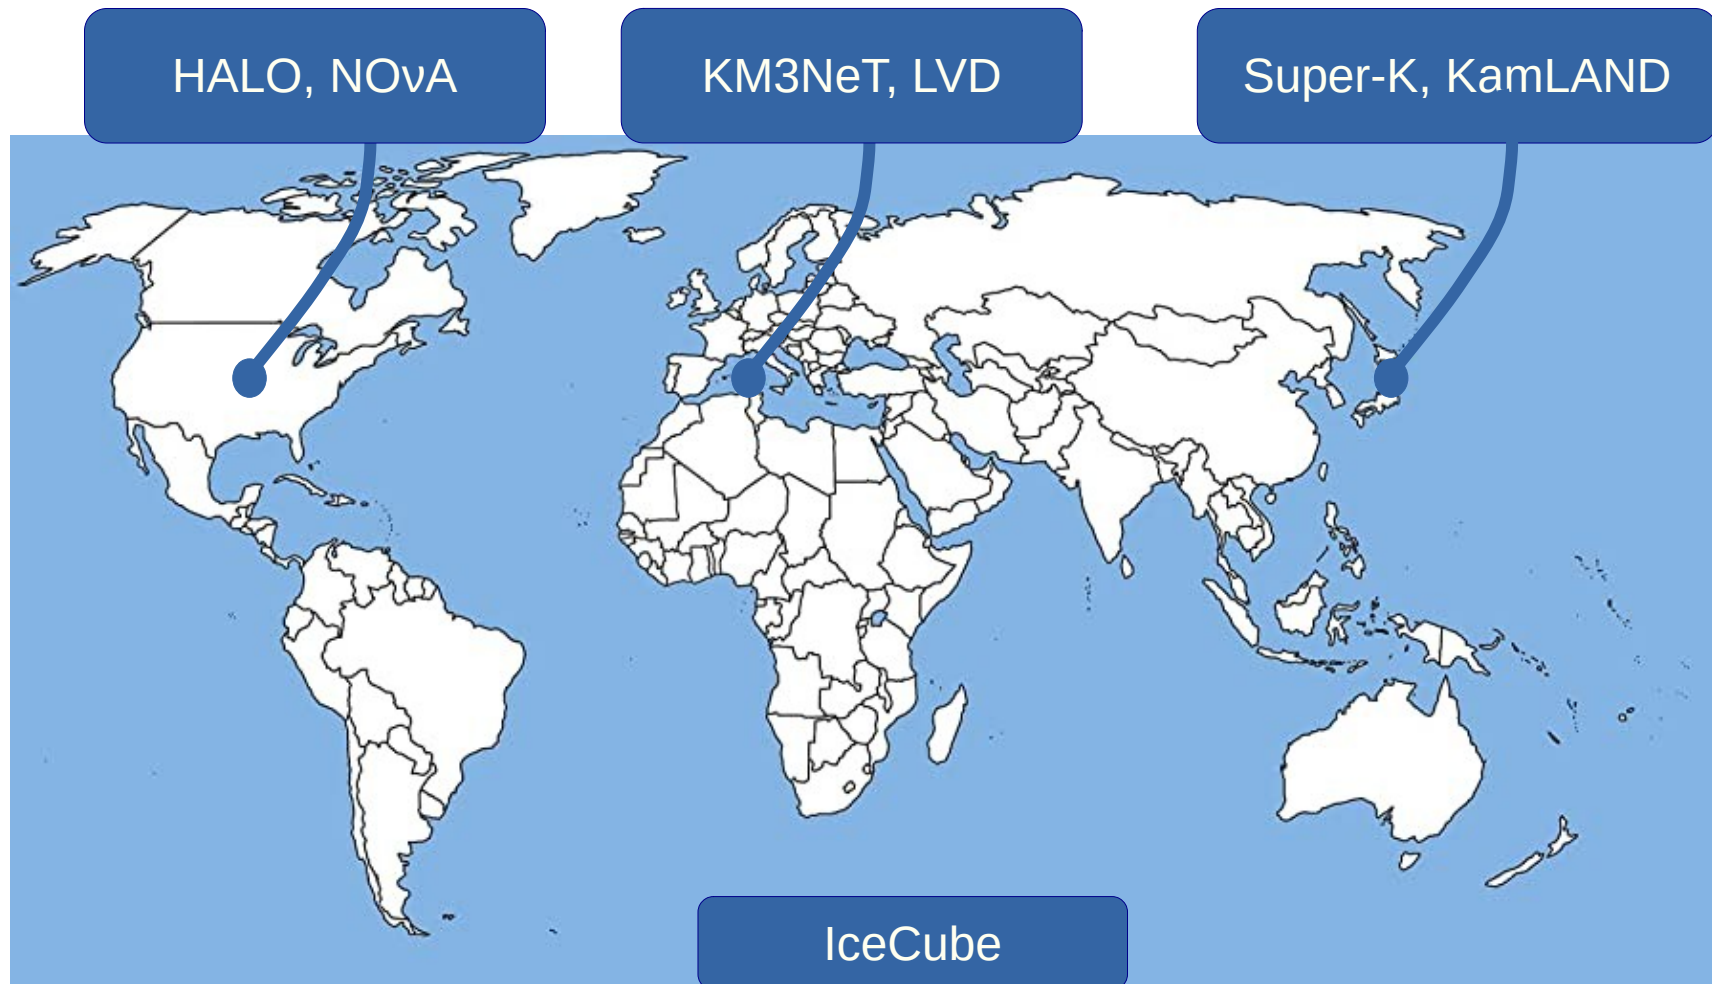 HALO, NOνA
KM3NeT, LVD
Super-K, KamLAND
IceCube